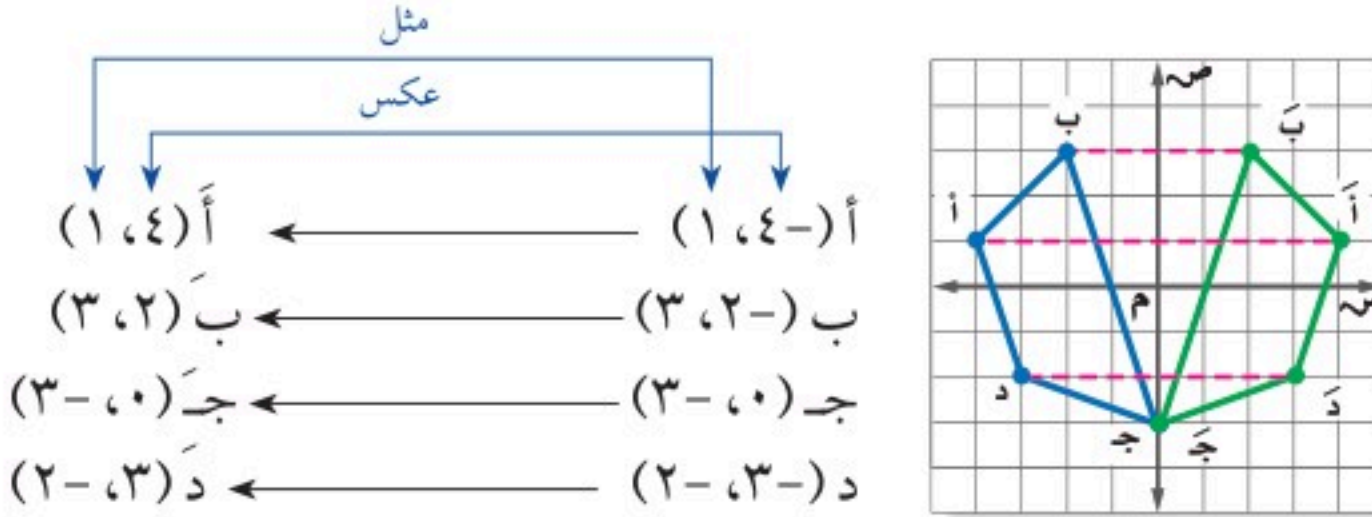 مثل
عكس
أ (-٤، ١) ← أَ (٤، ١)
ب (-٢، ٣) ← بَ (٢، ٣)
جـ (٠، -٣) ← جـَ (٠، -٣)
د (-٣، -٢) ← دَ (٣، -٢)
ص
ب
بَ
أ
أَ
م
س
د
دَ
جـ
جـَ